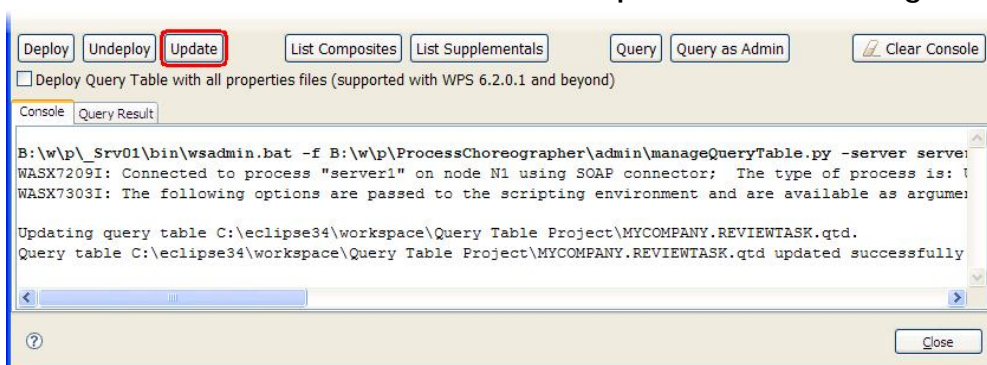 Deploy Undeploy Update List Composites List Supplementals Query Query as Admin Clear Console
Deploy Query Table with all properties files (supported with WPS 6.2.0.1 and beyond)
Console Query Result
B:\w\p\_Srv01\bin\wsadmin.bat -f B:\w\p\ProcessChoreographer\admin\manageQueryTable.py -server server
WASX7209I: Connected to process "server1" on node N1 using SOAP connector; The type of process is:
WASX7303I: The following options are passed to the scripting environment and are available as
Updating query table C:\eclipse34\workspace\Query Table Project\MYCOMPANY.REVIEWTASK.qtd.
Query table C:\eclipse34\workspace\Query Table Project\MYCOMPANY.REVIEWTASK.qtd updated successfully
Close